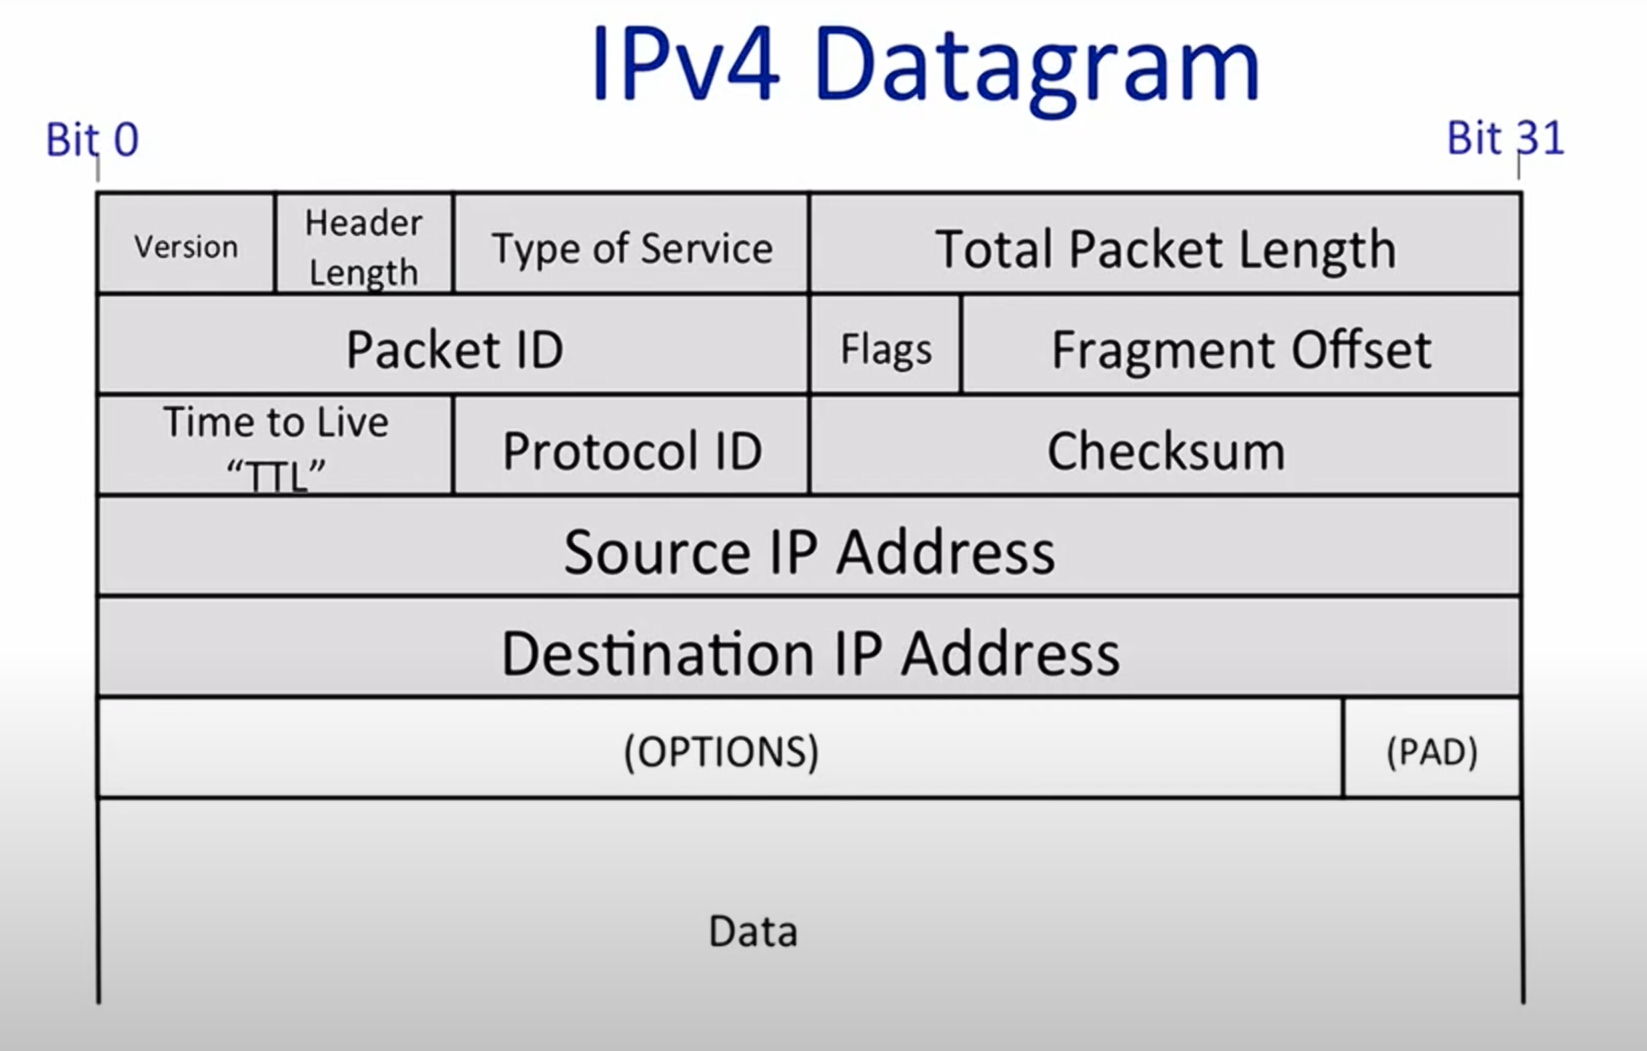 IPv4 Datagram
Bit 0
Bit 31
Version
Header
Length
Type of Service
Total Packet Length
Packet ID
Flags
Fragment Offset
Time to Live
“TTL”
Protocol ID
Checksum
Source IP Address
Destination IP Address
(OPTIONS)
(PAD)
Data